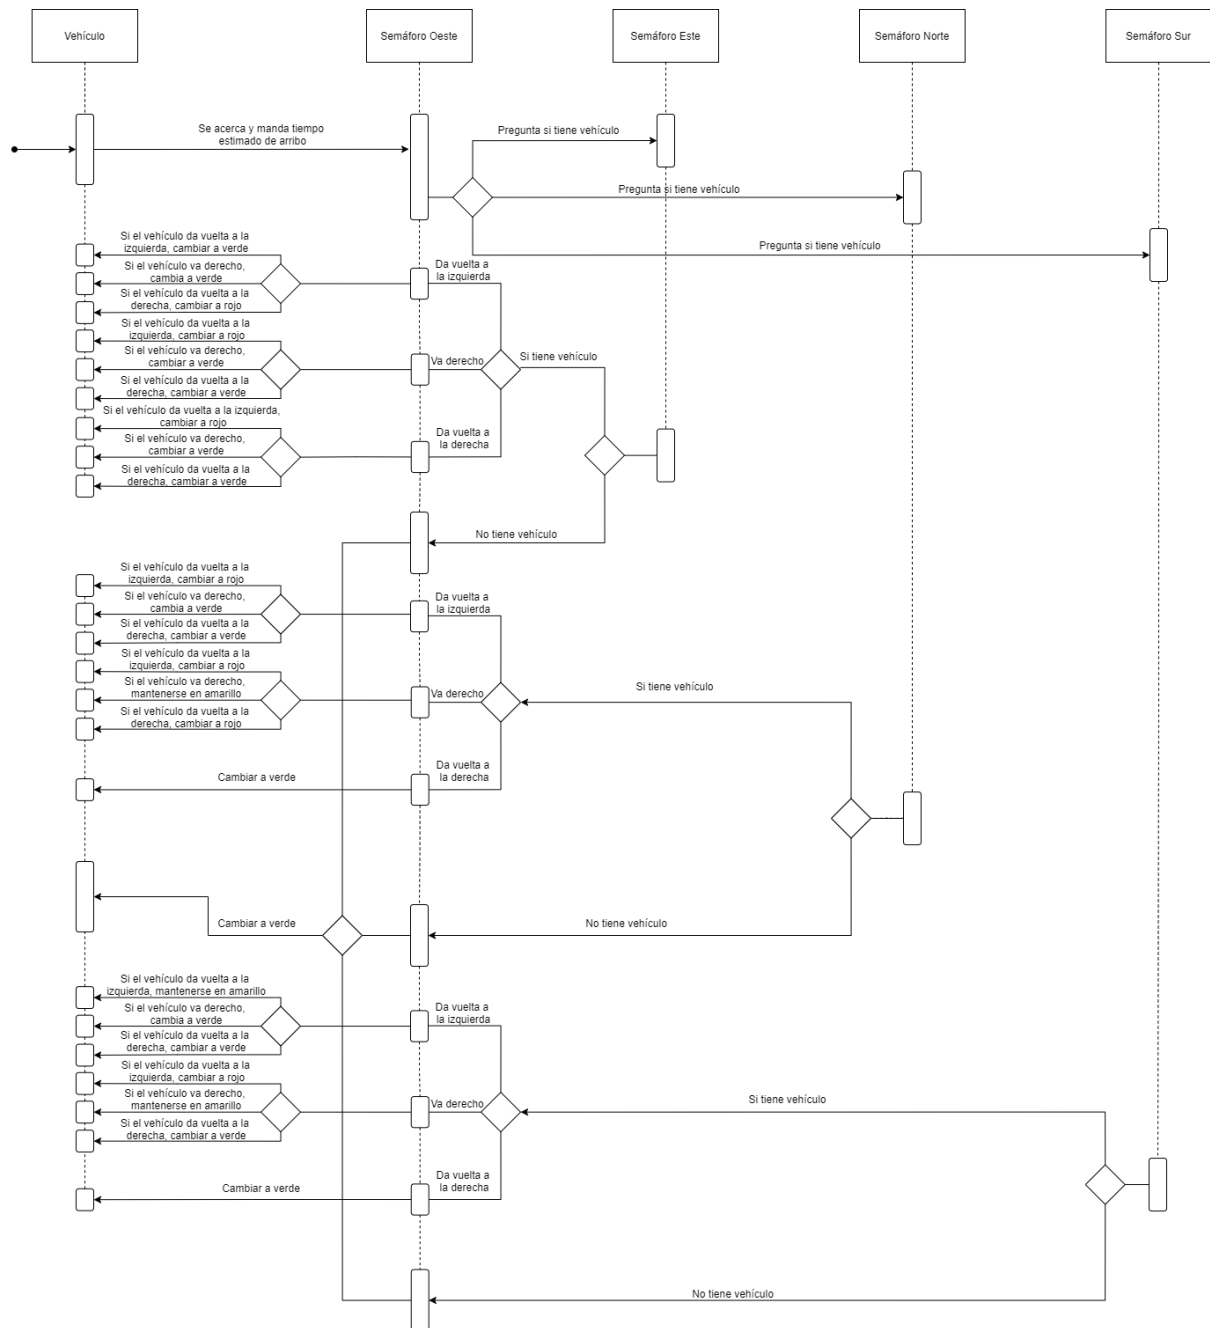 Vehículo
Semáforo Oeste
Semáforo Este
Semáforo Norte
Semáforo Sur
Se acerca y manda tiempo
estimado de arribo
Pregunta si tiene vehículo
Pregunta si tiene vehículo
Pregunta si tiene vehículo
Si el vehículo da vuelta a la
izquierda, cambiar a verde
Si el vehículo va derecho,
cambia a verde
Si el vehículo da vuelta a la
derecha, cambiar a rojo
Da vuelta a
la izquierda
Si el vehículo da vuelta a la
izquierda, cambiar a rojo
Si el vehículo va derecho,
cambiar a verde
Si el vehículo da vuelta a la
derecha, cambiar a verde
Va derecho
Si tiene vehículo
Si el vehículo da vuelta a la izquierda,
cambiar a rojo
Si el vehículo va derecho,
cambiar a verde
Si el vehículo da vuelta a la
derecha, cambiar a verde
Da vuelta a
la derecha
No tiene vehículo
Si el vehículo da vuelta a la
izquierda, cambiar a rojo
Si el vehículo va derecho,
cambia a verde
Si el vehículo da vuelta a la
derecha, cambiar a verde
Da vuelta a
la izquierda
Si el vehículo da vuelta a la
izquierda, cambiar a rojo
Si el vehículo va derecho,
mantenerse en amarillo
Si el vehículo da vuelta a la
derecha, cambiar a rojo
Va derecho
Si tiene vehículo
Cambiar a verde
Da vuelta a
la derecha
Cambiar a verde
No tiene vehículo
Si el vehículo da vuelta a la
izquierda, mantenerse en amarillo
Si el vehículo va derecho,
cambia a verde
Si el vehículo da vuelta a la
derecha, cambiar a verde
Da vuelta a
la izquierda
Si el vehículo da vuelta a la
izquierda, cambiar a rojo
Si el vehículo va derecho,
mantenerse en amarillo
Si el vehículo da vuelta a la
derecha, cambiar a verde
Va derecho
Si tiene vehículo
Cambiar a verde
Da vuelta a
la derecha
No tiene vehículo